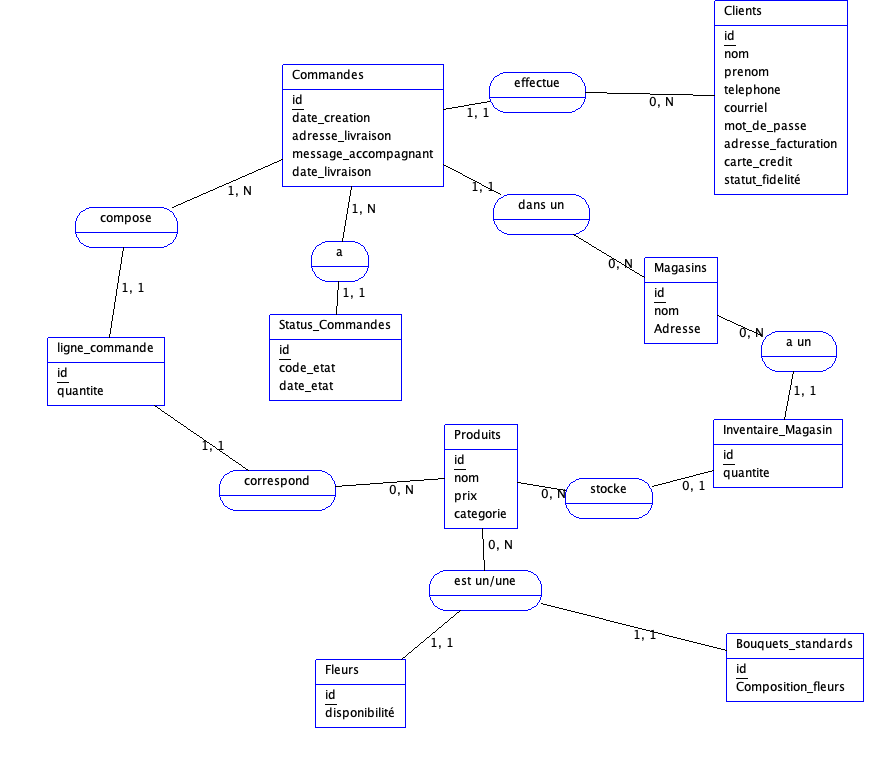 Clients
id
nom
prenom
telephone
courriel
mot_de_passe
adresse_facturation
carte_credit
statut_fidelité
effectue
1, 1
0, N
Commandes
id
date_creation
adresse_livraison
message_accompagnant
date_livraison
1, N
1, N
1, 1
compose
a
dans un
1, 1
1, 1
0, N
Magasins
id
nom
Adresse
0, N
a un
1, 1
Status_Commandes
id
code_etat
date_etat
ligne_commande
id
quantite
1, 1
correspond
0, N
Produits
id
nom
prix
categorie
0, N
stocke
0, 1
Inventaire_Magasin
id
quantite
0, N
est un/une
1, 1
1, 1
Fleurs
id
disponibilité
Bouquets_standards
id
Composition_fleurs